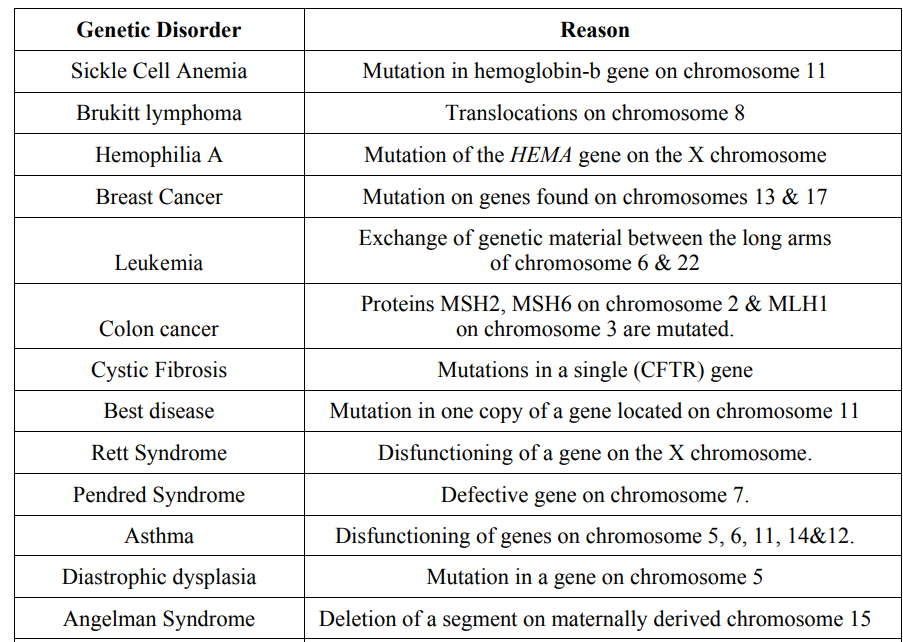 Genetic Disorder Reason
Sickle Cell Anemia Mutation in hemoglobin-b gene on chromosome 11
Brukitt lymphoma Translocations on chromosome 8
Hemophilia A Mutation of the HEMA gene on the X chromosome
Breast Cancer Mutation on genes found on chromosomes 13 & 17
Exchange of genetic material between the long arms
Leukemia of chromosome 6 & 22
Proteins MSH2, MSH6 on chromosome 2 & MLH1
Colon cancer on chromosome 3 are mutated.
Cystic Fibrosis Mutations in a single (CFTR) gene
Best disease Mutation in one copy of a gene located on chromosome 11
Rett Syndrome Disfunctioning of a gene on the X chromosome.
Pendred Syndrome Defective gene on chromosome 7.
Asthma Disfunctioning of genes on chromosome 5, 6, 11, 14&12.
Diastrophic dysplasia Mutation in a gene on chromosome 5
Angelman Syndrome Deletion of a segment on maternally derived chromosome 15